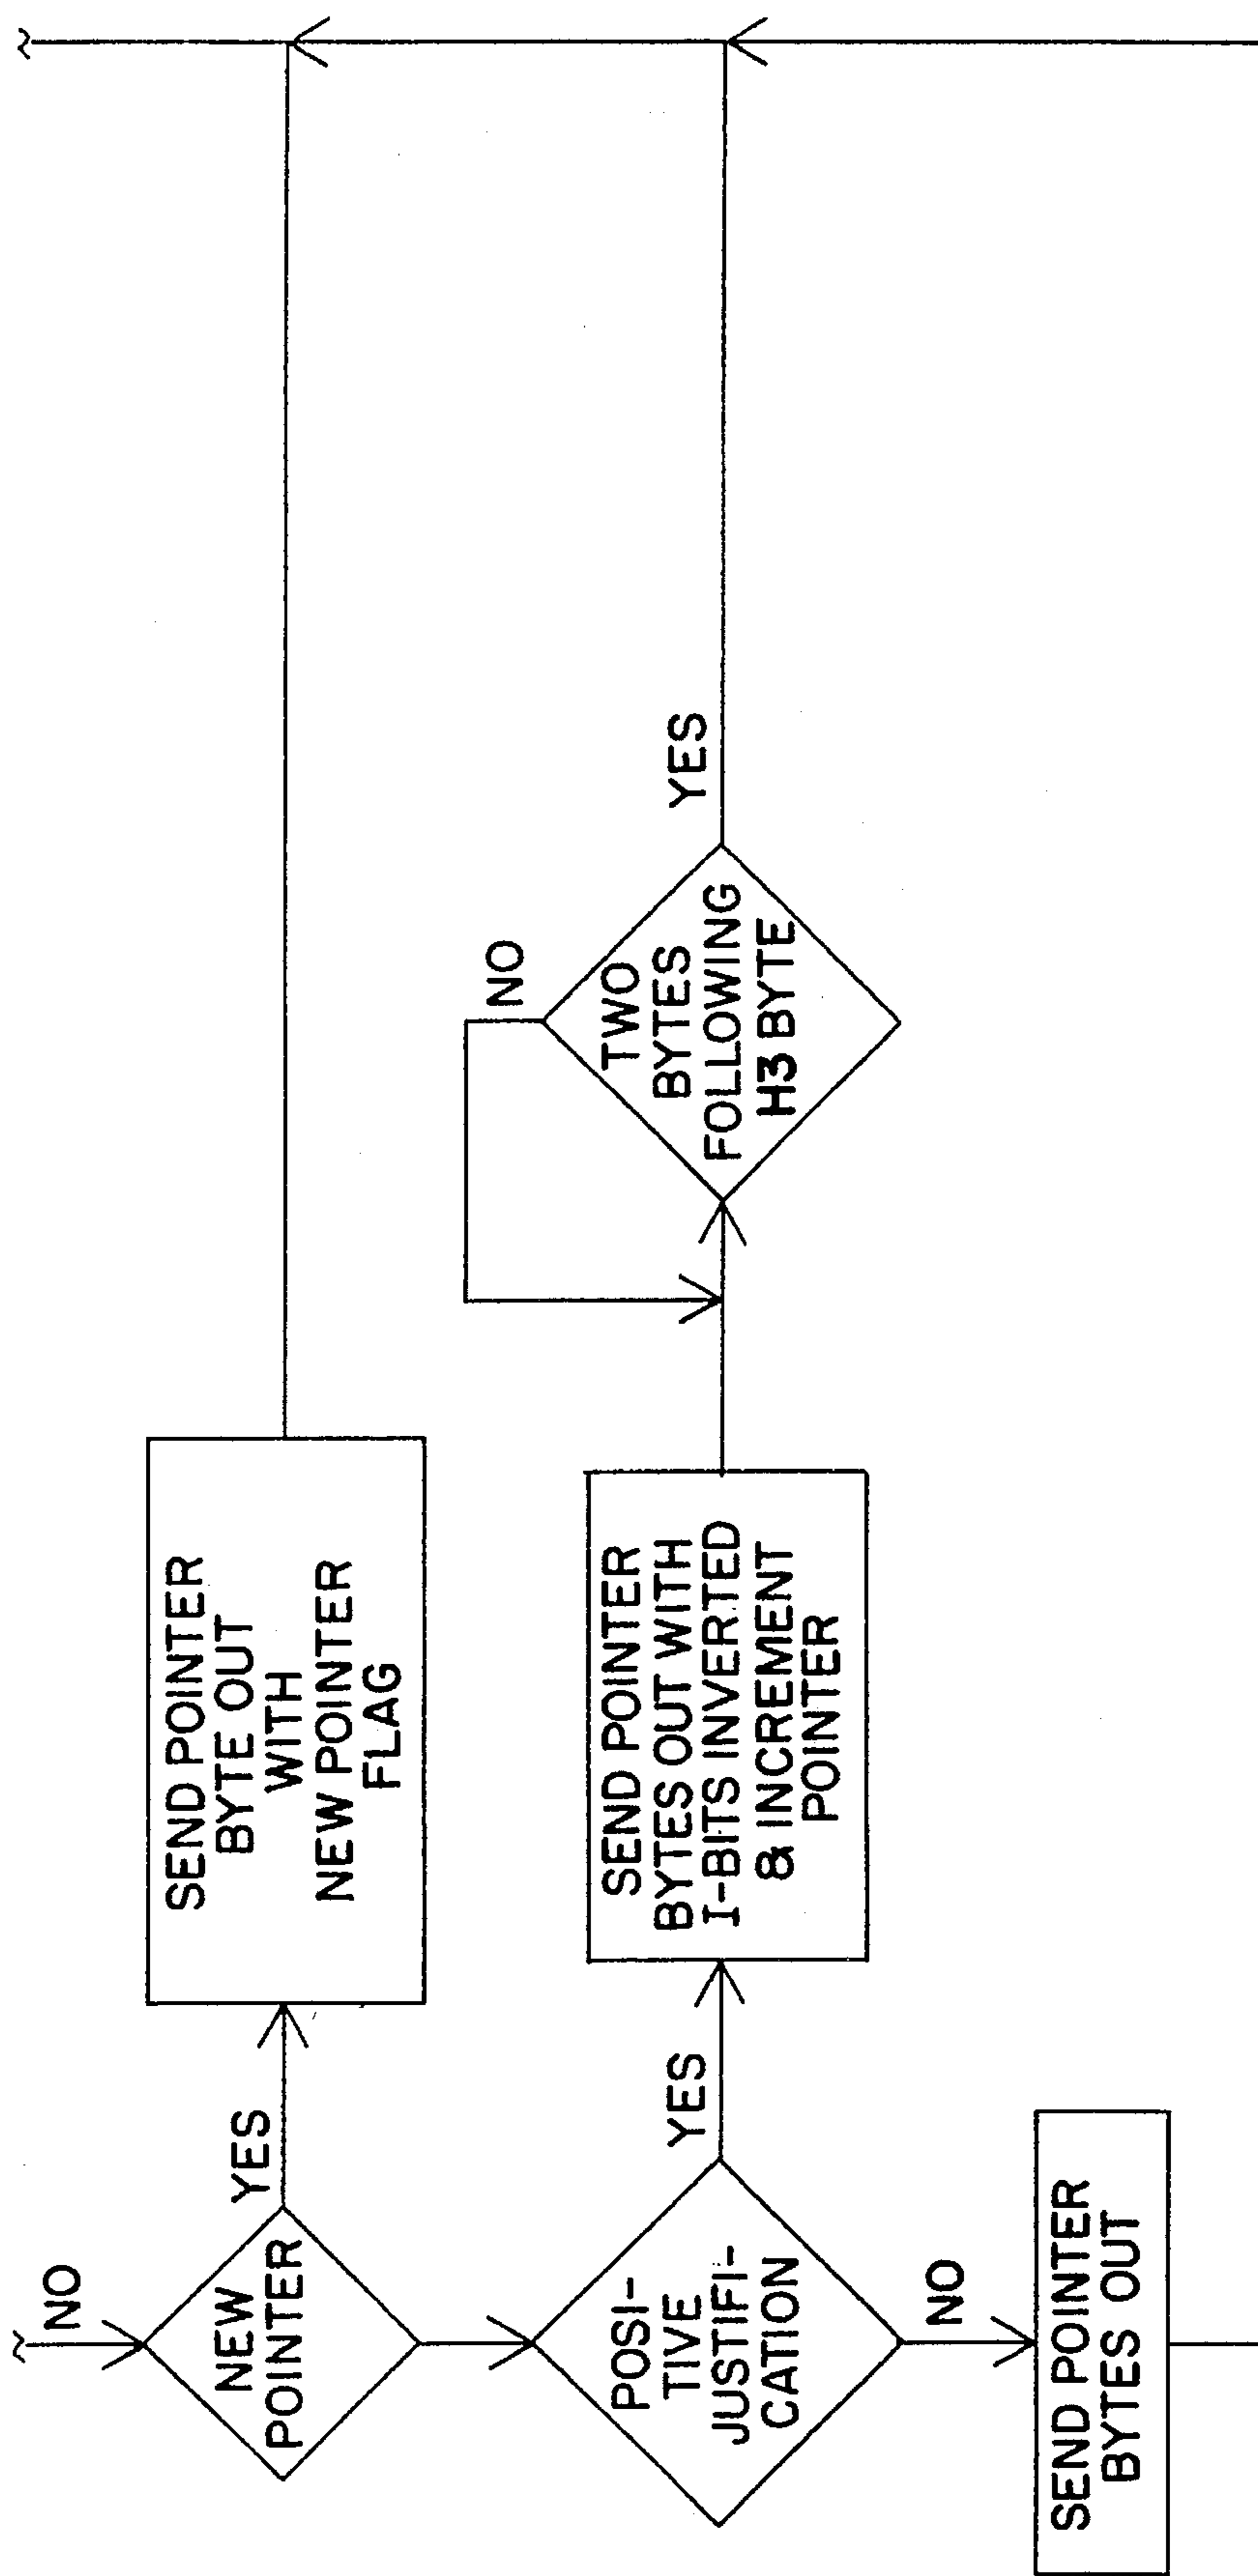 NO
NEW
POINTER
YES
SEND POINTER
BYTE OUT
WITH
NEW POINTER
FLAG
POSI-
TIVE
JUSTIFI-
CATION
YES
SEND POINTER
BYTES OUT WITH
I-BITS INVERTED
& INCREMENT
POINTER
NO
TWO
BYTES
FOLLOWING
H3 BYTE
YES
NO
SEND POINTER
BYTES OUT